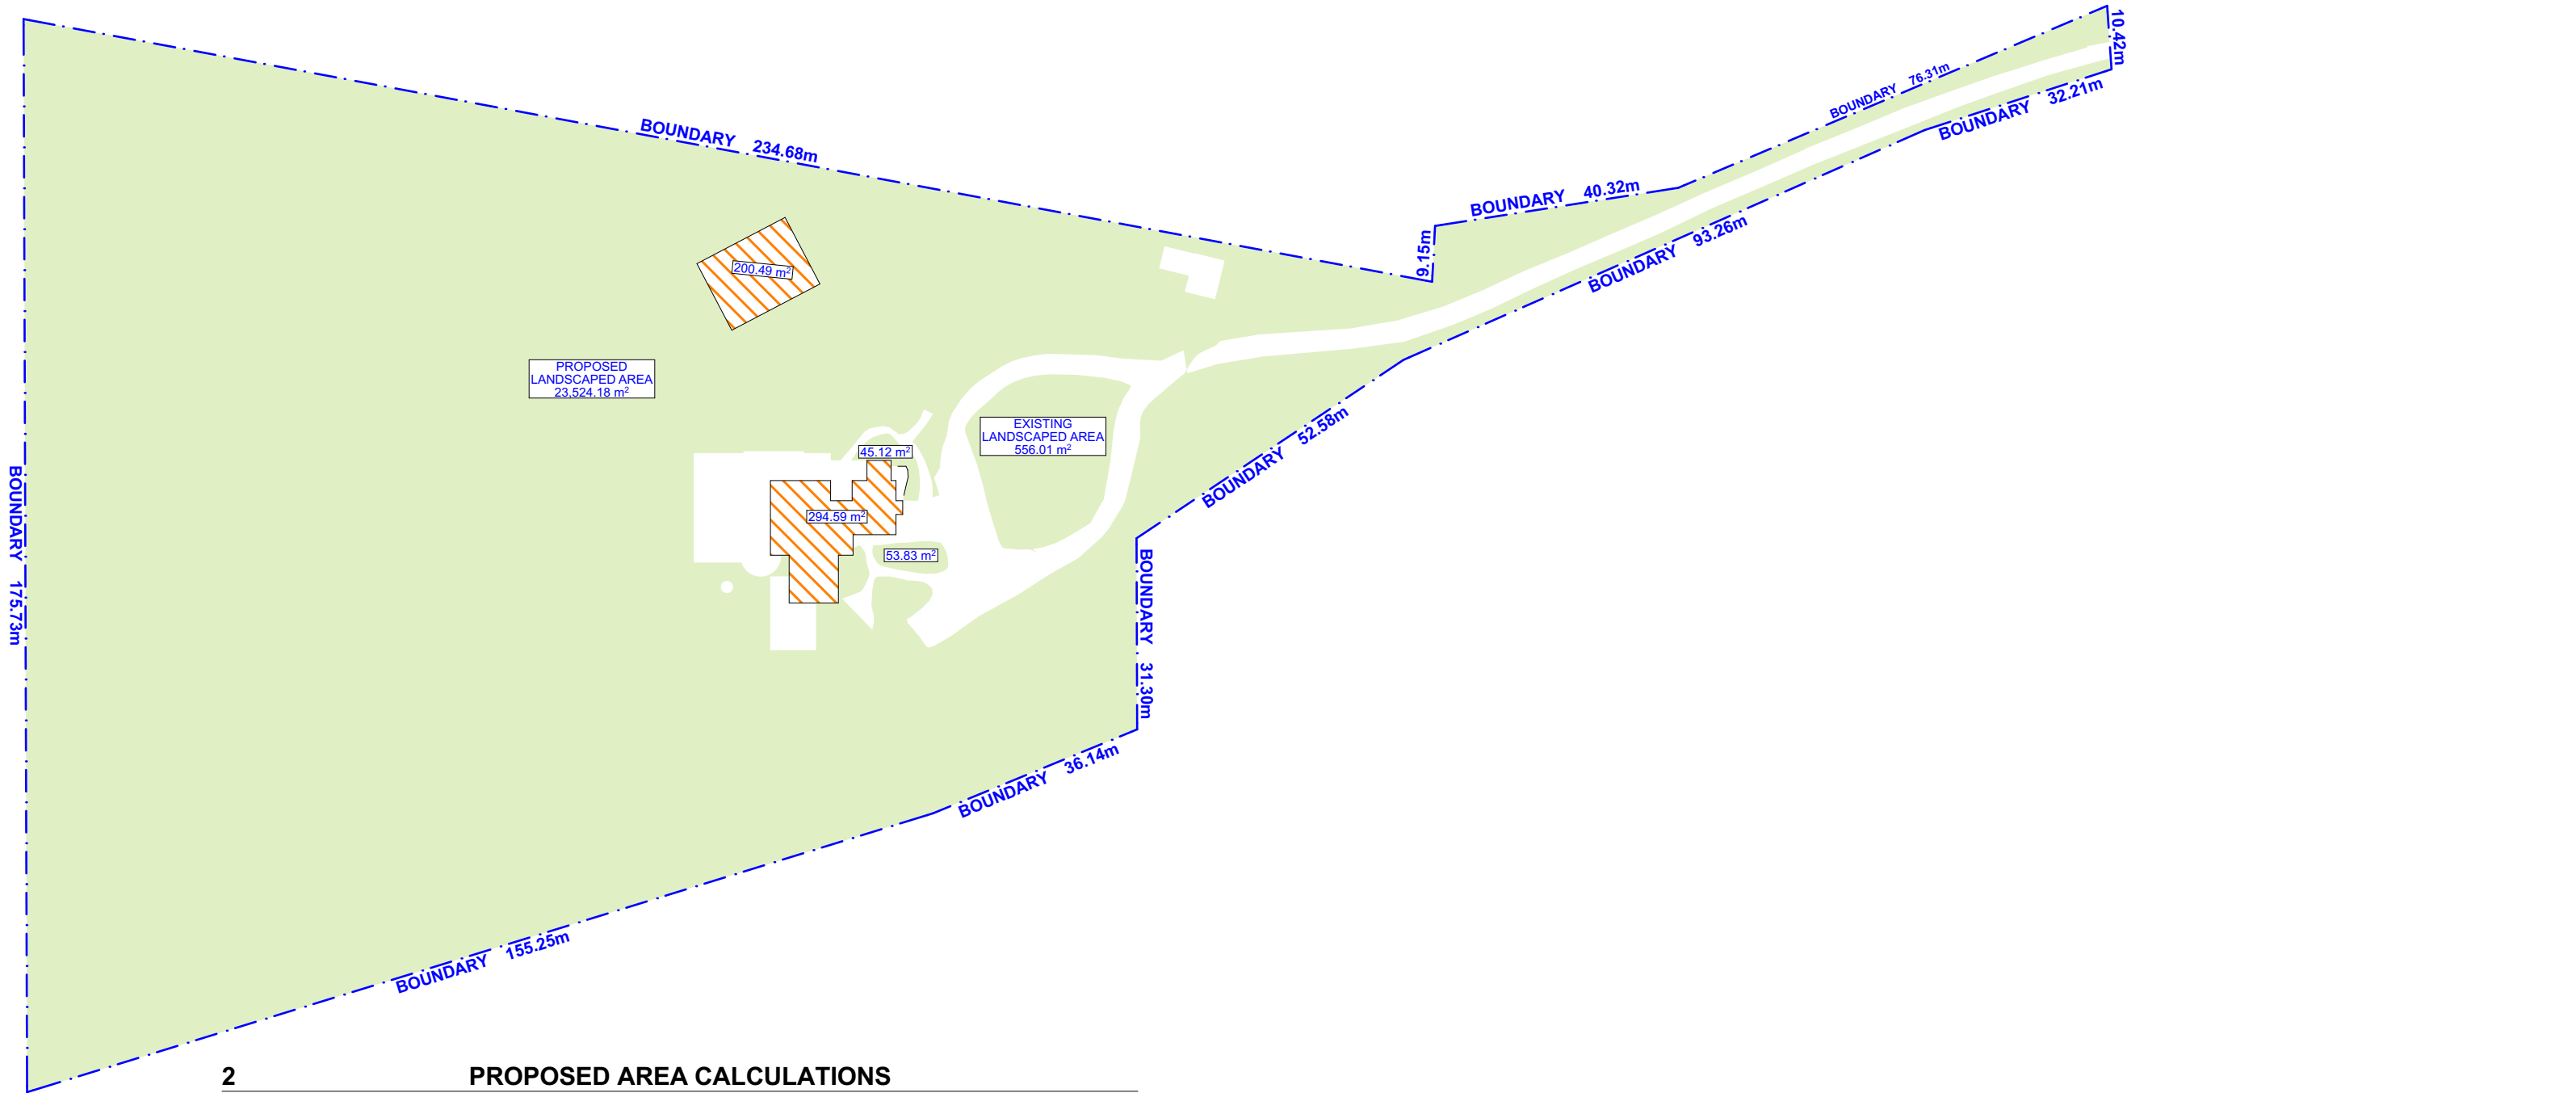 10.42m
BOUNDARY 76.31m
BOUNDARY 32.21m
BOUNDARY 234.68m
BOUNDARY 40.32m
9.15m
BOUNDARY 93.26m
200.49 m²
PROPOSED
LANDSCAPED AREA
23,524.18 m²
EXISTING
LANDSCAPED AREA
556.01 m²
BOUNDARY 52.58m
45.12 m²
294.59 m²
53.83 m²
BOUNDARY 175.73m
BOUNDARY 31.30m
BOUNDARY 36.14m
BOUNDARY 155.25m
2 PROPOSED AREA CALCULATIONS